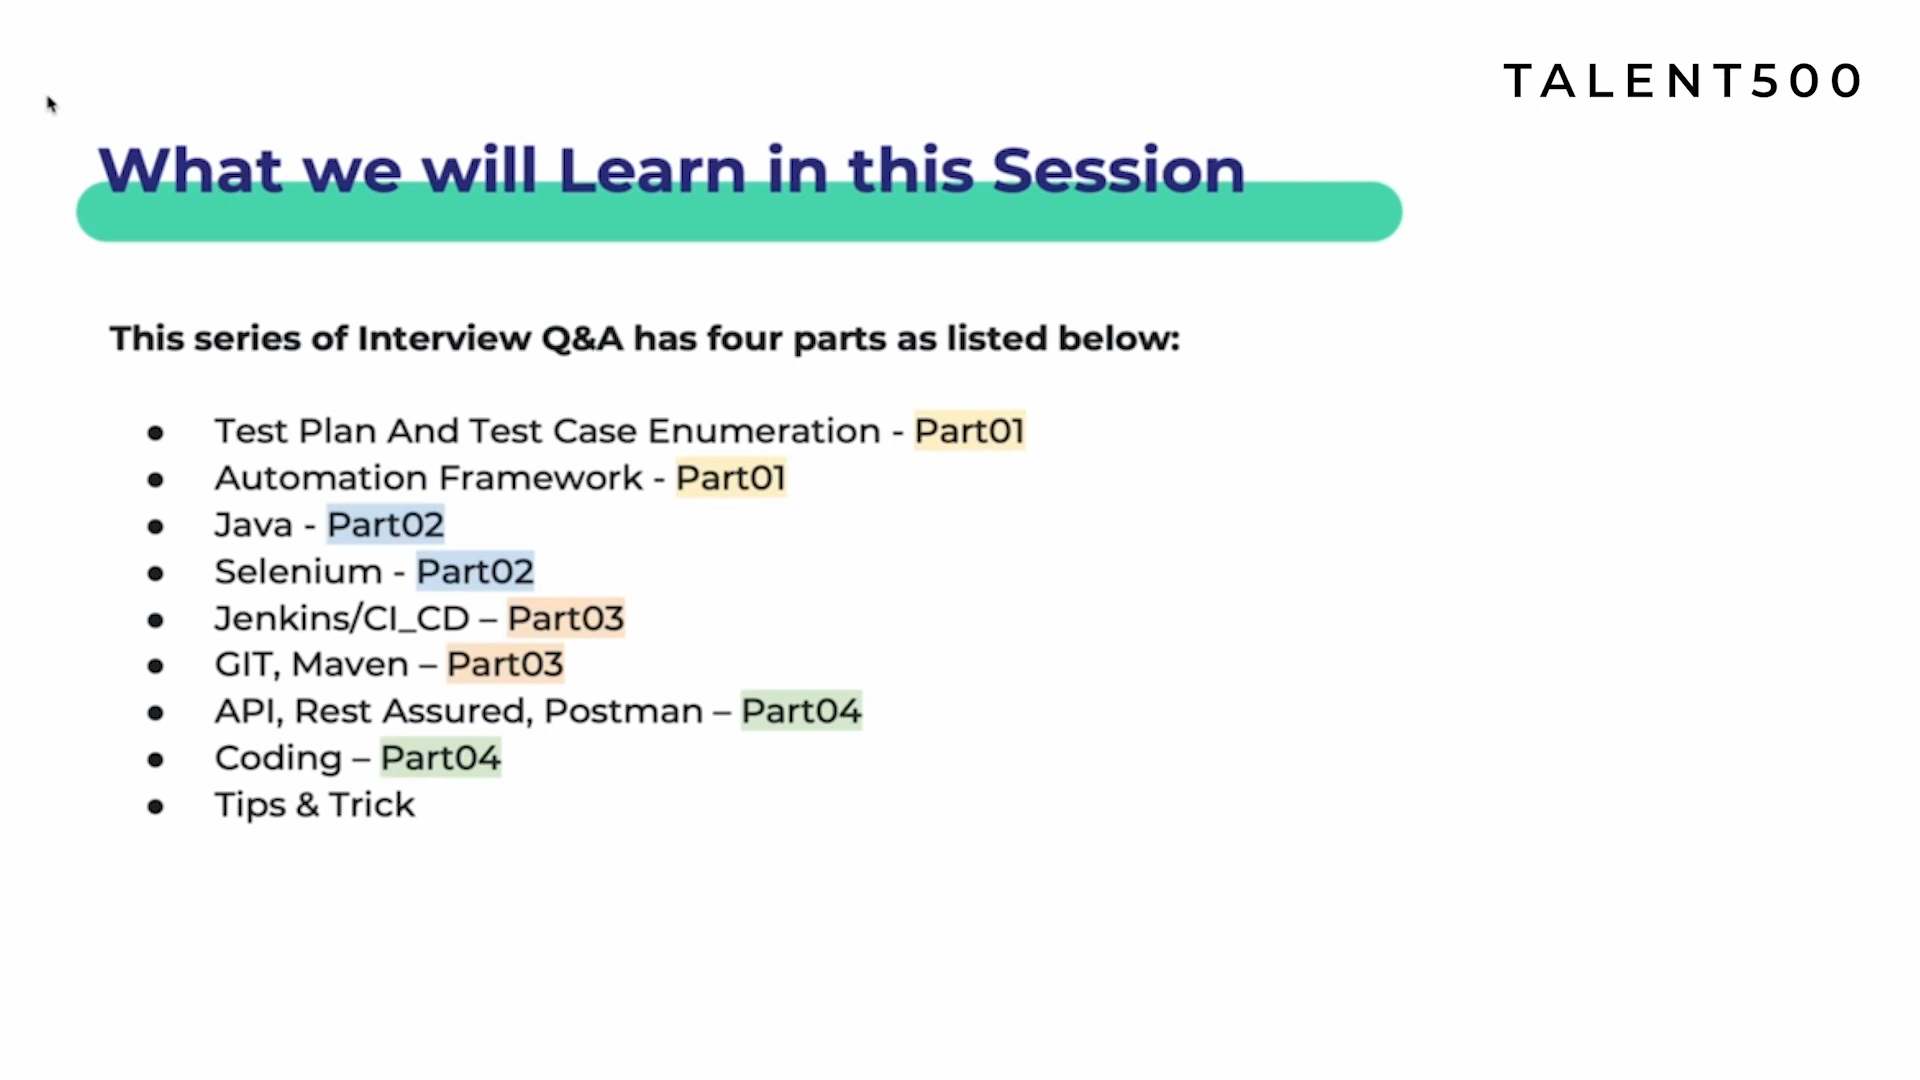 TALENT500
What we will Learn in this Session
This series of Interview Q&A has four parts as listed below:
● Test Plan And Test Case Enumeration - Part01
● Automation Framework - Part01
● Java - Part02
● Selenium - Part02
● Jenkins/CI_CD – Part03
● GIT, Maven – Part03
● API, Rest Assured, Postman – Part04
● Coding – Part04
● Tips & Trick